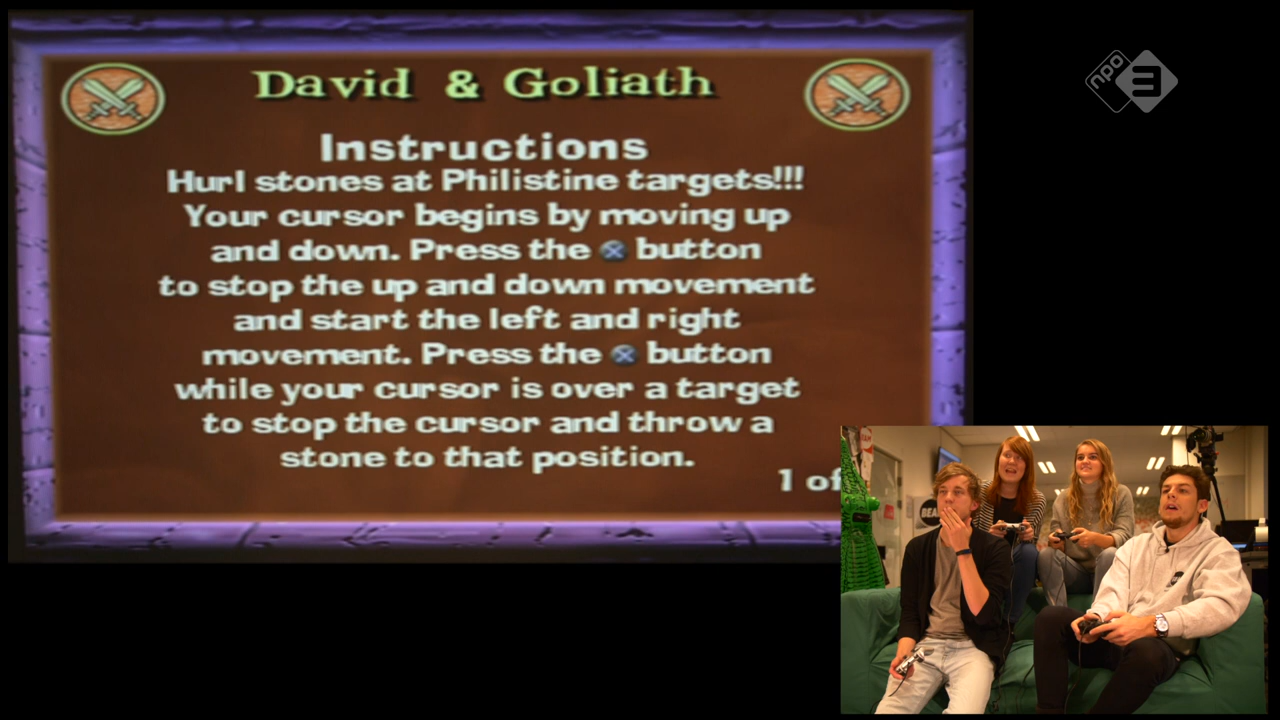 David & Goliath
Instructions
Hurl stones at Philistine targets!!!
Your cursor begins by moving up
and down. Press the ⓧ button
to stop the up and down movement
and start the left and right
movement. Press the ⓧ button
while your cursor is over a target
to stop the cursor and throw a
stone to that position.
1 of
npo
3
BEA